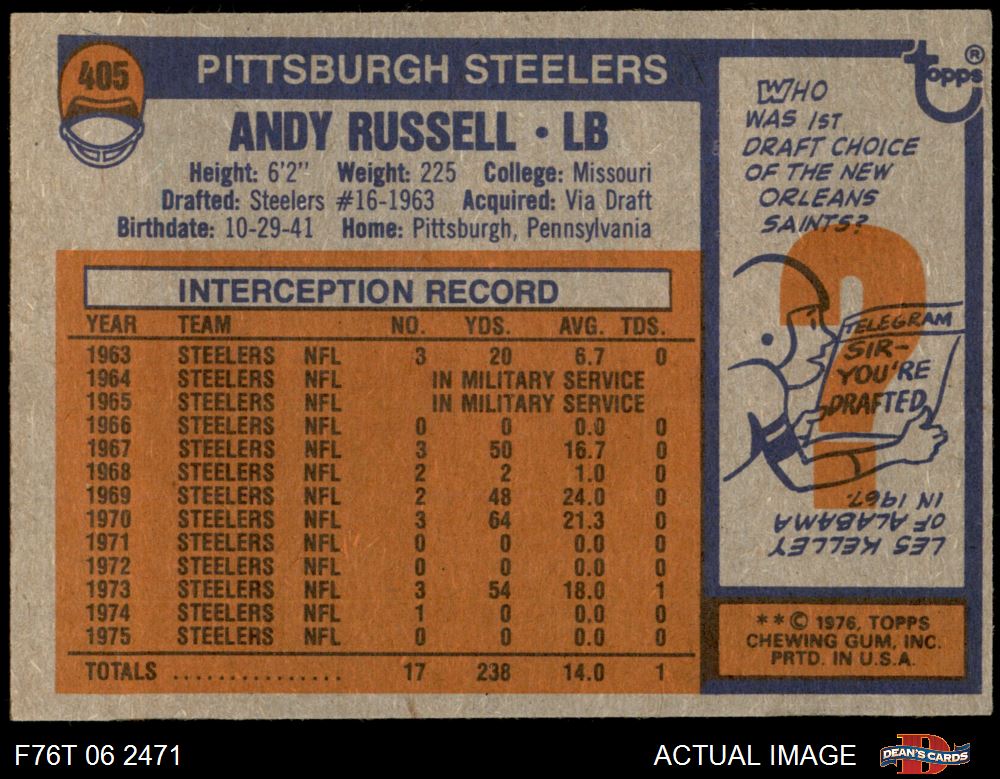 405
PITTSBURGH STEELERS
ANDY RUSSELL • LB
Height: 6'2" Weight: 225 College: Missouri
Drafted: Steelers #16-1963 Acquired: Via Draft
Birthdate: 10-29-41 Home: Pittsburgh, Pennsylvania
INTERCEPTION RECORD
YEAR TEAM NO. YDS. AVG. TDS.
1963 STEELERS NFL 3 20 6.7 0
1964 STEELERS NFL IN MILITARY SERVICE
1965 STEELERS NFL IN MILITARY SERVICE
1966 STEELERS NFL 0 0 0.0 0
1967 STEELERS NFL 3 50 16.7 0
1968 STEELERS NFL 2 2 1.0 0
1969 STEELERS NFL 2 48 24.0 0
1970 STEELERS NFL 3 64 21.3 0
1971 STEELERS NFL 0 0 0.0 0
1972 STEELERS NFL 0 0 0.0 0
1973 STEELERS NFL 3 54 18.0 1
1974 STEELERS NFL 1 0 0.0 0
1975 STEELERS NFL 0 0 0.0 0
TOTALS ............... 17 238 14.0 1
topps®
WHO
WAS 1ST
DRAFT CHOICE
OF THE NEW
ORLEANS
SAINTS?
?
TELEGRAM
SIR-
YOU'RE
DRAFTED
LES KELLEY
OF ALABAMA
IN 1967.
**© 1976, TOPPS
CHEWING GUM, INC.
PRTD. IN U.S.A.
F76T 06 2471
ACTUAL IMAGE
DEAN'S CARDS